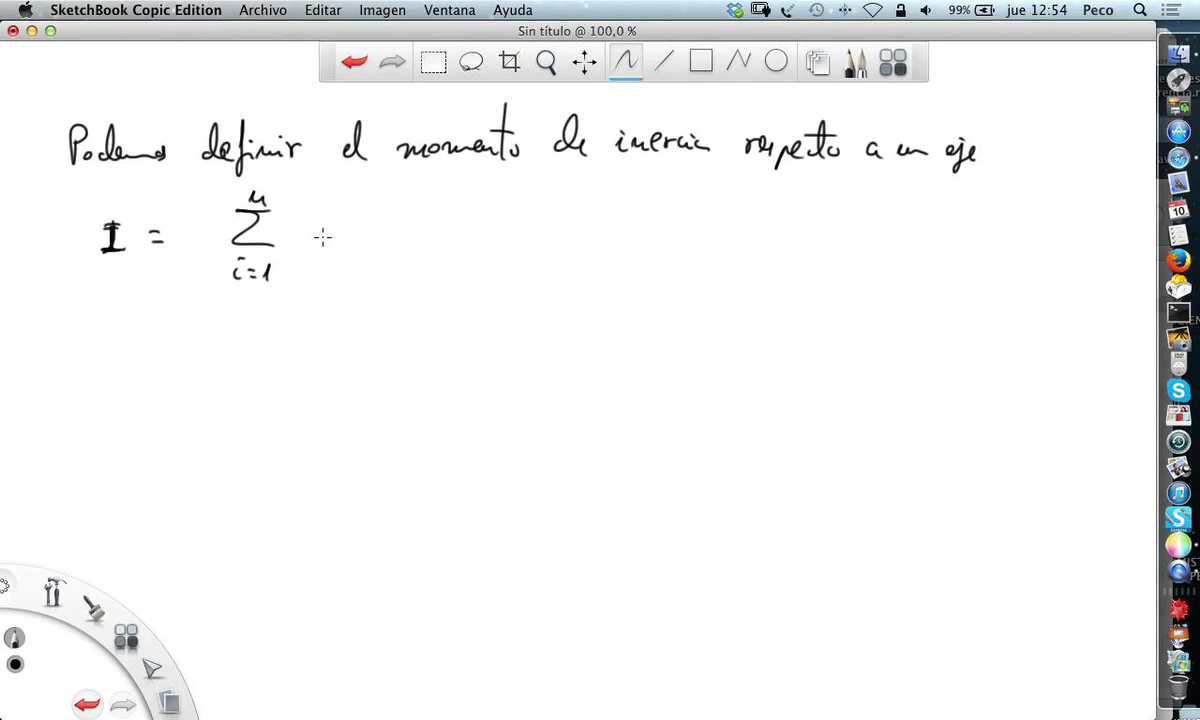 SketchBook Copic Edition Archivo Editar Imagen Ventana Ayuda 99% jue 12:54 Peco
Sin título @ 100,0 %
Podemos definir el momento de inercia respecto a un eje
n
I = Σ
i=1